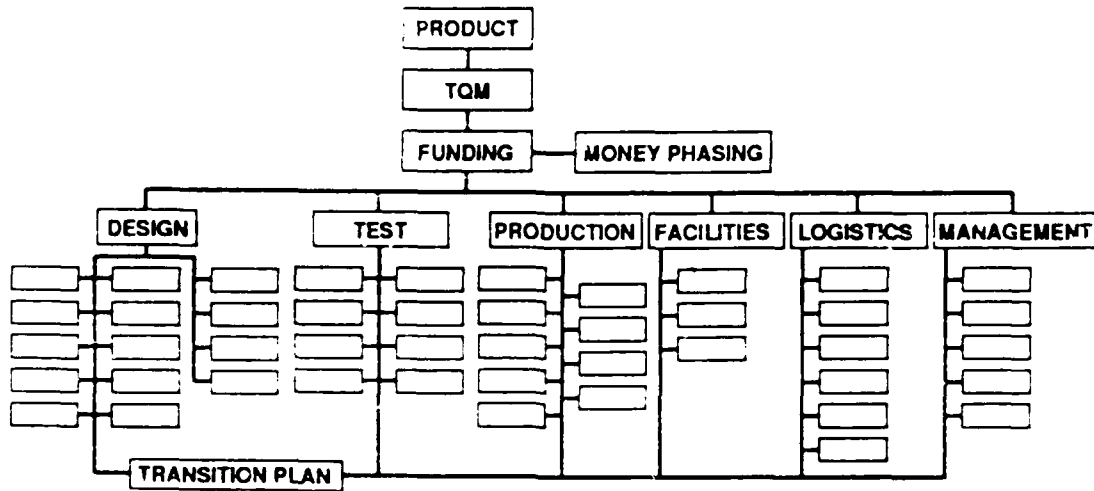 PRODUCT
TQM
FUNDING
MONEY PHASING
DESIGN
TEST
PRODUCTION
FACILITIES
LOGISTICS
MANAGEMENT
TRANSITION PLAN